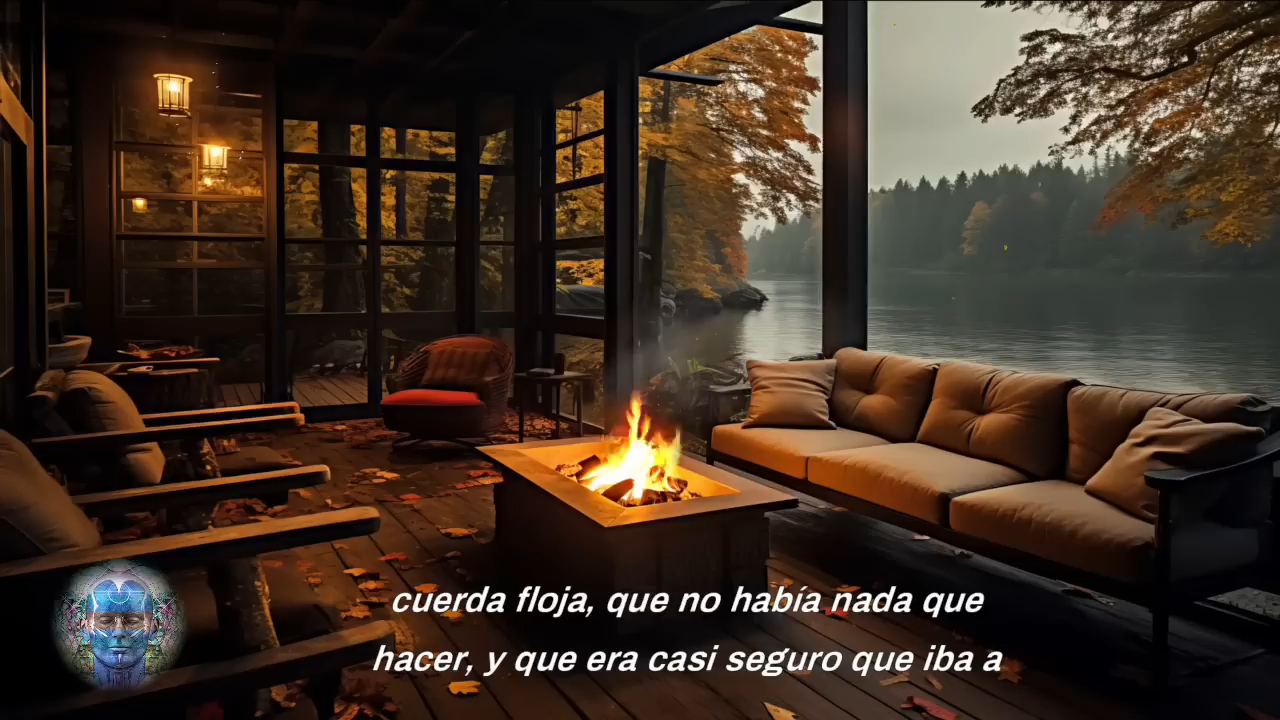 cuerda floja, que no había nada que
hacer, y que era casi seguro que iba a